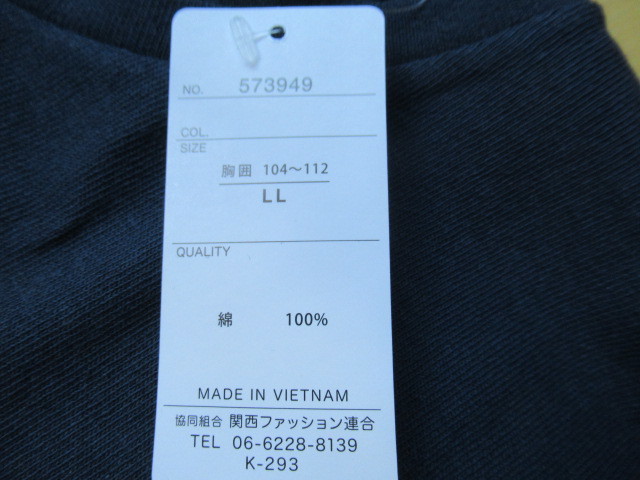 NO. 573949
COL.
SIZE
胸囲 104～112
LL
QUALITY
綿 100%
MADE IN VIETNAM
協同組合 関西ファッション連合
TEL 06-6228-8139
K-293